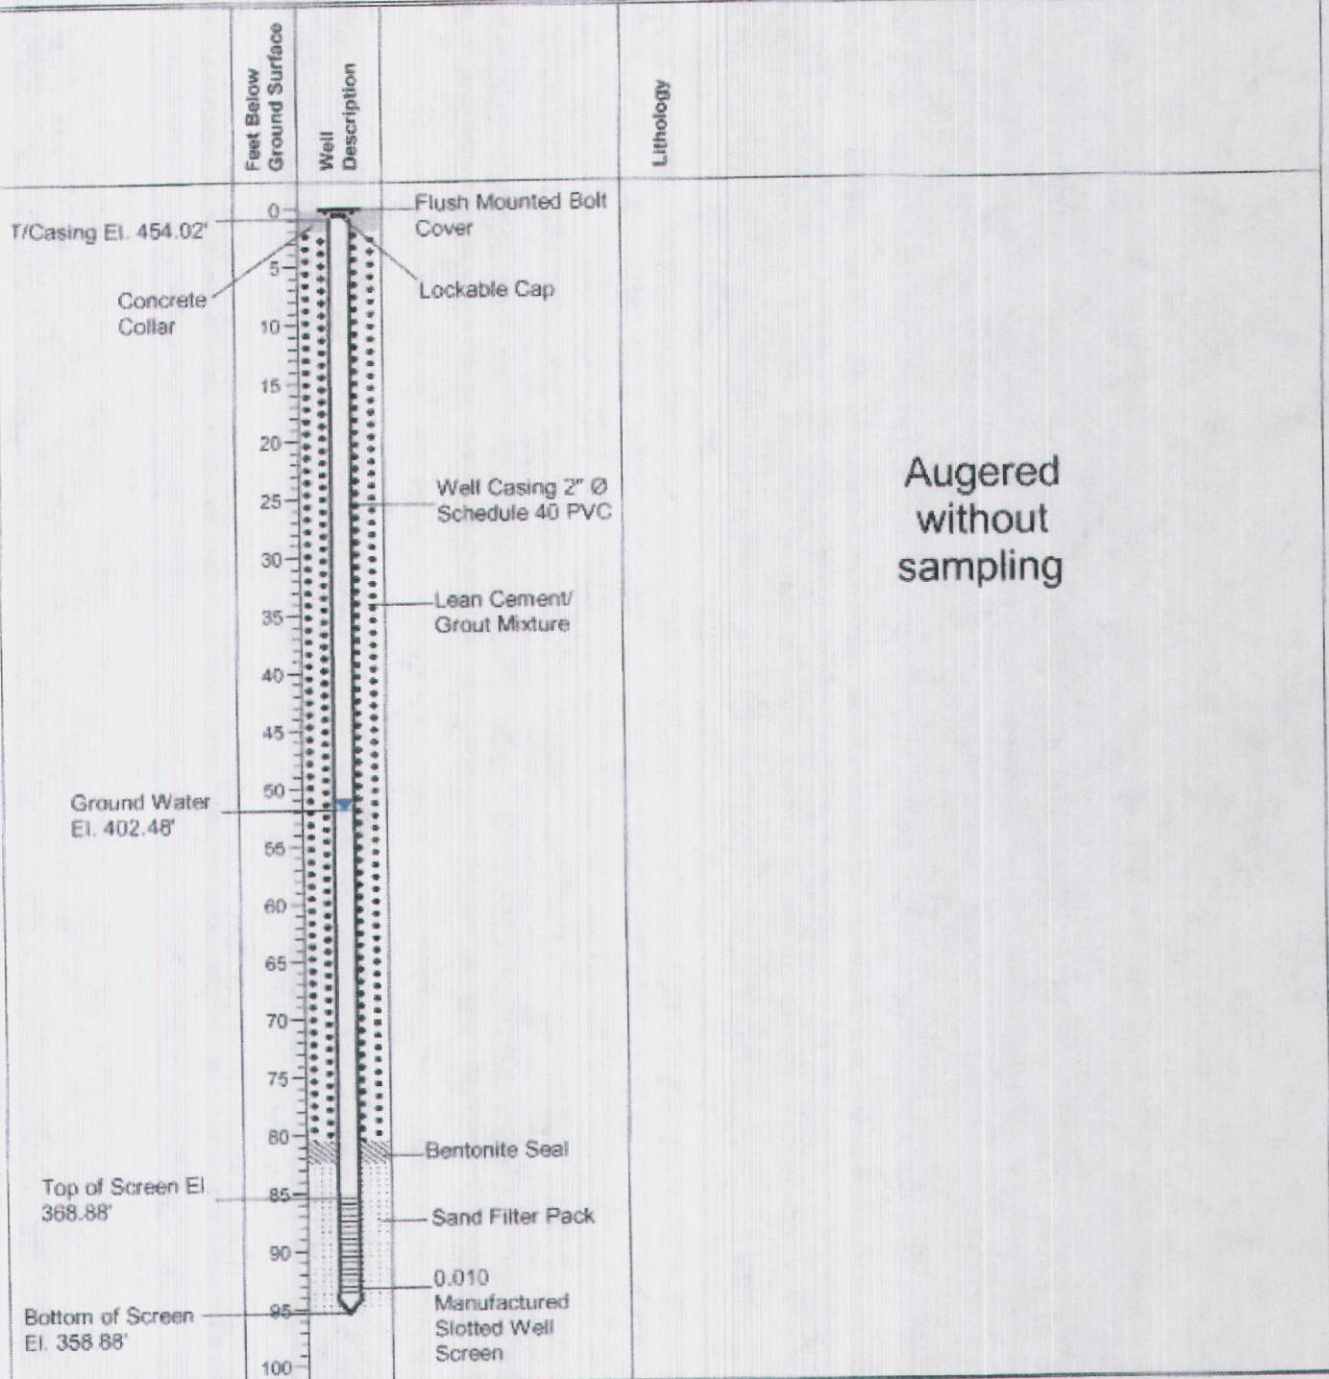 Feet Below
Ground Surface
Well
Description
Lithology
0
Flush Mounted Bolt
Cover
T/Casing El. 454.02'
5
Lockable Cap
Concrete
Collar
10
15
20
25
Well Casing 2" Ø
Schedule 40 PVC
30
35
Lean Cement/
Grout Mixture
Augered
without
sampling
40
45
50
Ground Water
El. 402.48'
55
60
65
70
75
80
Bentonite Seal
Top of Screen El.
368.88'
85
Sand Filter Pack
90
0.010
Manufactured
Slotted Well
Screen
95
Bottom of Screen
El. 358.88'
100